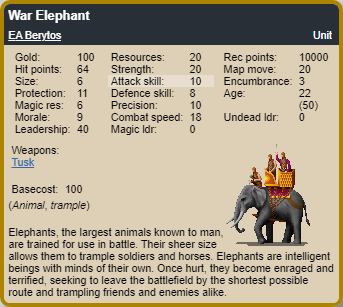 War Elephant
EA Berytos Unit
Gold: 100 Resources: 20 Rec points: 10000
Hit points: 64 Strength: 20 Map move: 20
Size: 6 Attack skill: 10 Encumbrance: 3
Protection: 11 Defence skill: 8 Age: 22
Magic res: 6 Precision: 10 (50)
Morale: 9 Combat speed: 18 Undead ldr: 0
Leadership: 40 Magic ldr: 0
Weapons:
Tusk
Basecost: 100
(Animal, trample)
Elephants, the largest animals known to man,
are trained for use in battle. Their sheer size
allows them to trample soldiers and horses. Elephants are intelligent
beings with minds of their own. Once hurt, they become enraged and
terrified, seeking to leave the battlefield by the shortest possible
route and trampling friends and enemies alike.